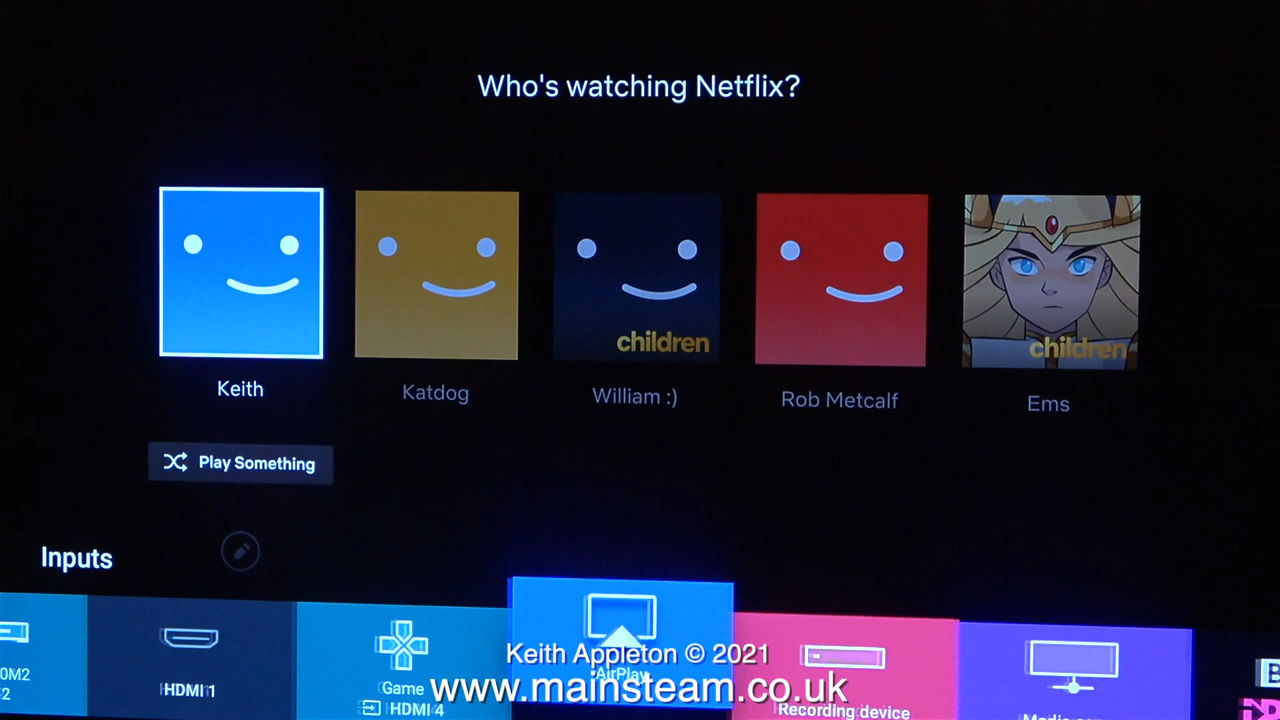 Who's watching Netflix?
children
children
Keith
Katdog
William :)
Rob Metcalf
Ems
Play Something
Inputs
HDMI 1
Game
HDMI 4
AirPlay
Recording device
Keith Appleton © 2021
www.mainsteam.co.uk